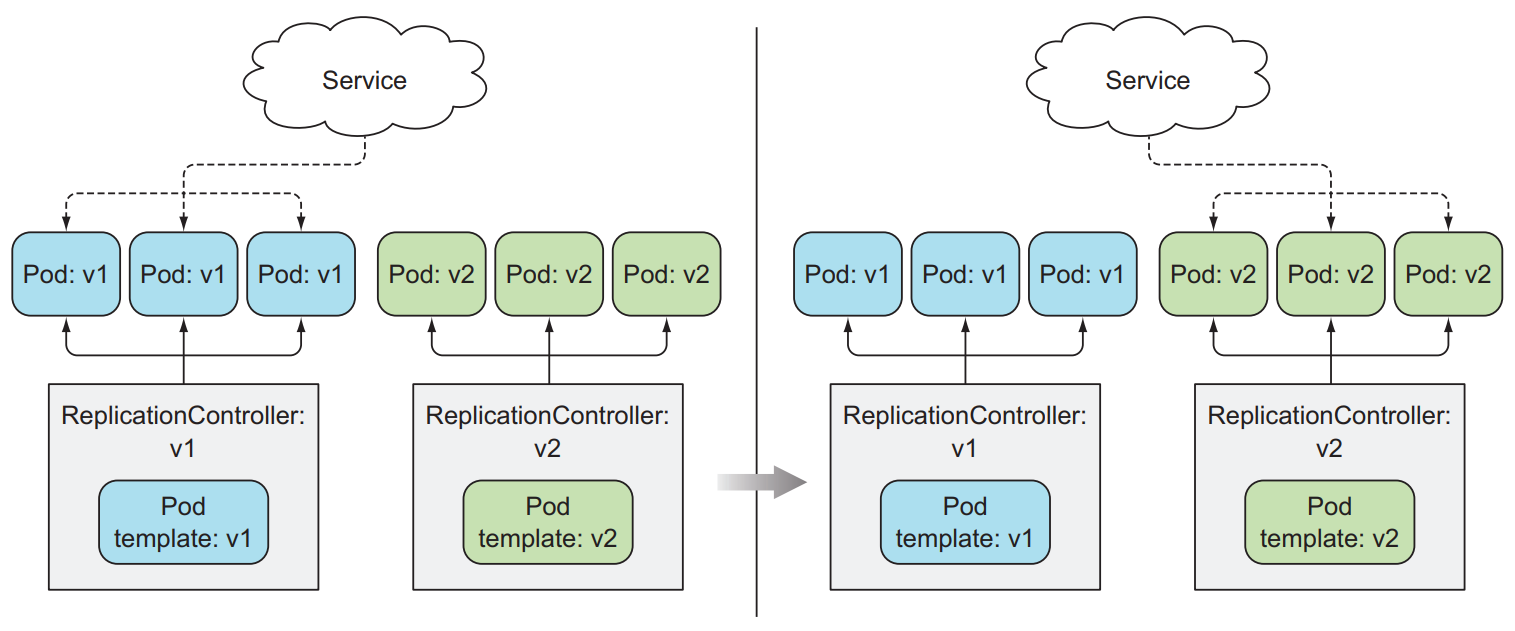 Service
Pod: v1
Pod: v1
Pod: v1
Pod: v2
Pod: v2
Pod: v2
ReplicationController:
v1
Pod
template: v1
ReplicationController:
v2
Pod
template: v2
Service
Pod: v1
Pod: v1
Pod: v1
Pod: v2
Pod: v2
Pod: v2
ReplicationController:
v1
Pod
template: v1
ReplicationController:
v2
Pod
template: v2